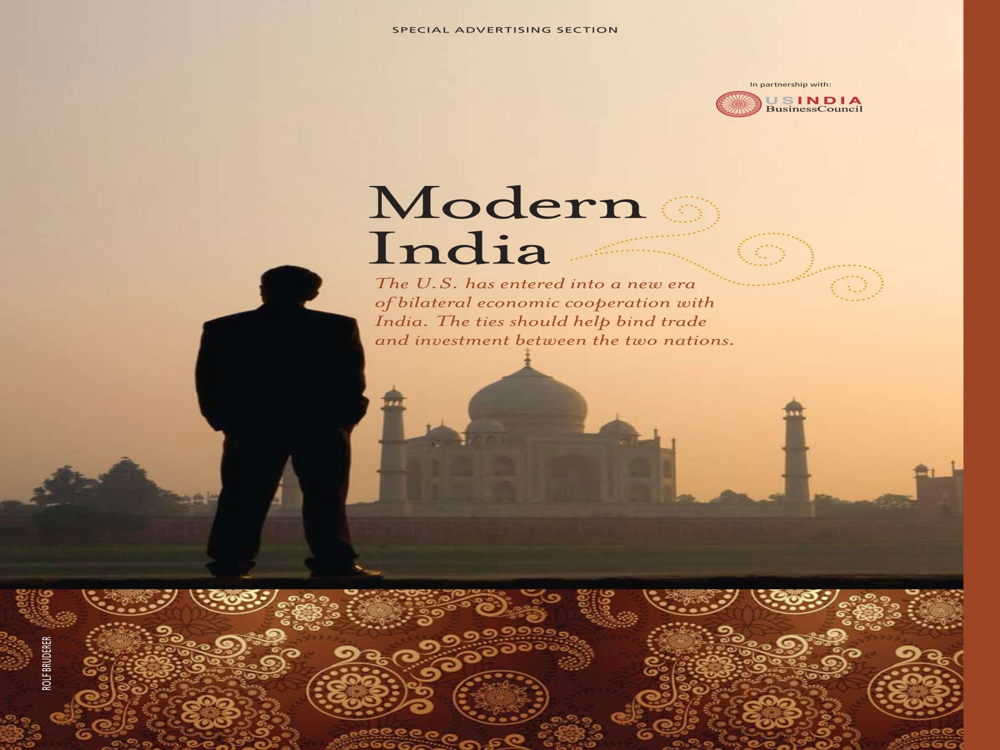 SPECIAL ADVERTISING SECTION
In partnership with:
USINDIA
BusinessCouncil
Modern
India
The U.S. has entered into a new era
of bilateral economic cooperation with
India. The ties should help bind trade
and investment between the two nations.
ROLF BRUDERER